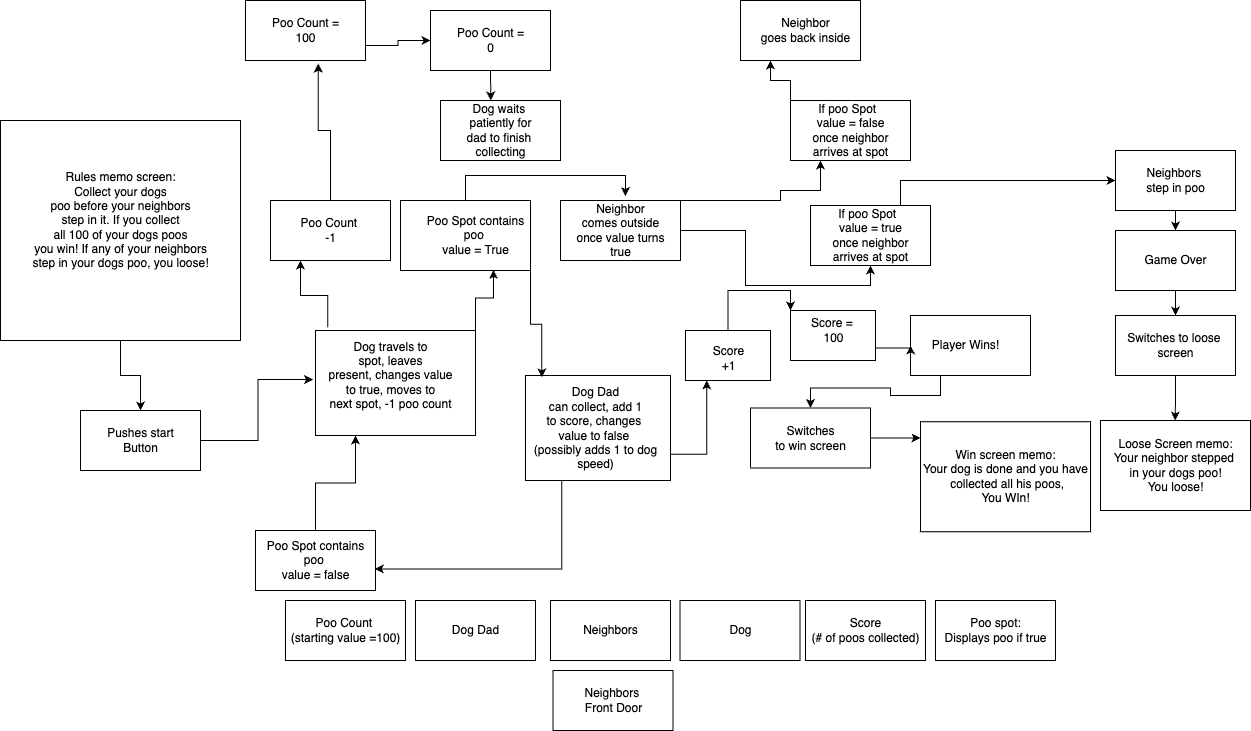 Poo Count =
100
Poo Count =
0
Neighbor
goes back inside
Dog waits
patiently for
dad to finish
collecting
If poo Spot
value = false
once neighbor
arrives at spot
Rules memo screen:
Collect your dogs
poo before your neighbors
step in it. If you collect
all 100 of your dogs poos
you win! If any of your neighbors
step in your dogs poo, you loose!
Neighbors
step in poo
Poo Count
-1
Poo Spot contains
poo
value = True
Neighbor
comes outside
once value turns
true
If poo Spot
value = true
once neighbor
arrives at spot
Game Over
Dog travels to
spot, leaves
present, changes value
to true, moves to
next spot, -1 poo count
Score
+1
Score =
100
Player Wins!
Switches to loose
screen
Dog Dad
can collect, add 1
to score, changes
value to false
(possibly adds 1 to dog
speed)
Pushes start
Button
Switches
to win screen
Win screen memo:
Your dog is done and you have
collected all his poos,
You WIn!
Loose Screen memo:
Your neighbor stepped
in your dogs poo!
You loose!
Poo Spot contains
poo
value = false
Poo Count
(starting value =100)
Dog Dad
Neighbors
Dog
Score
(# of poos collected)
Poo spot:
Displays poo if true
Neighbors
Front Door